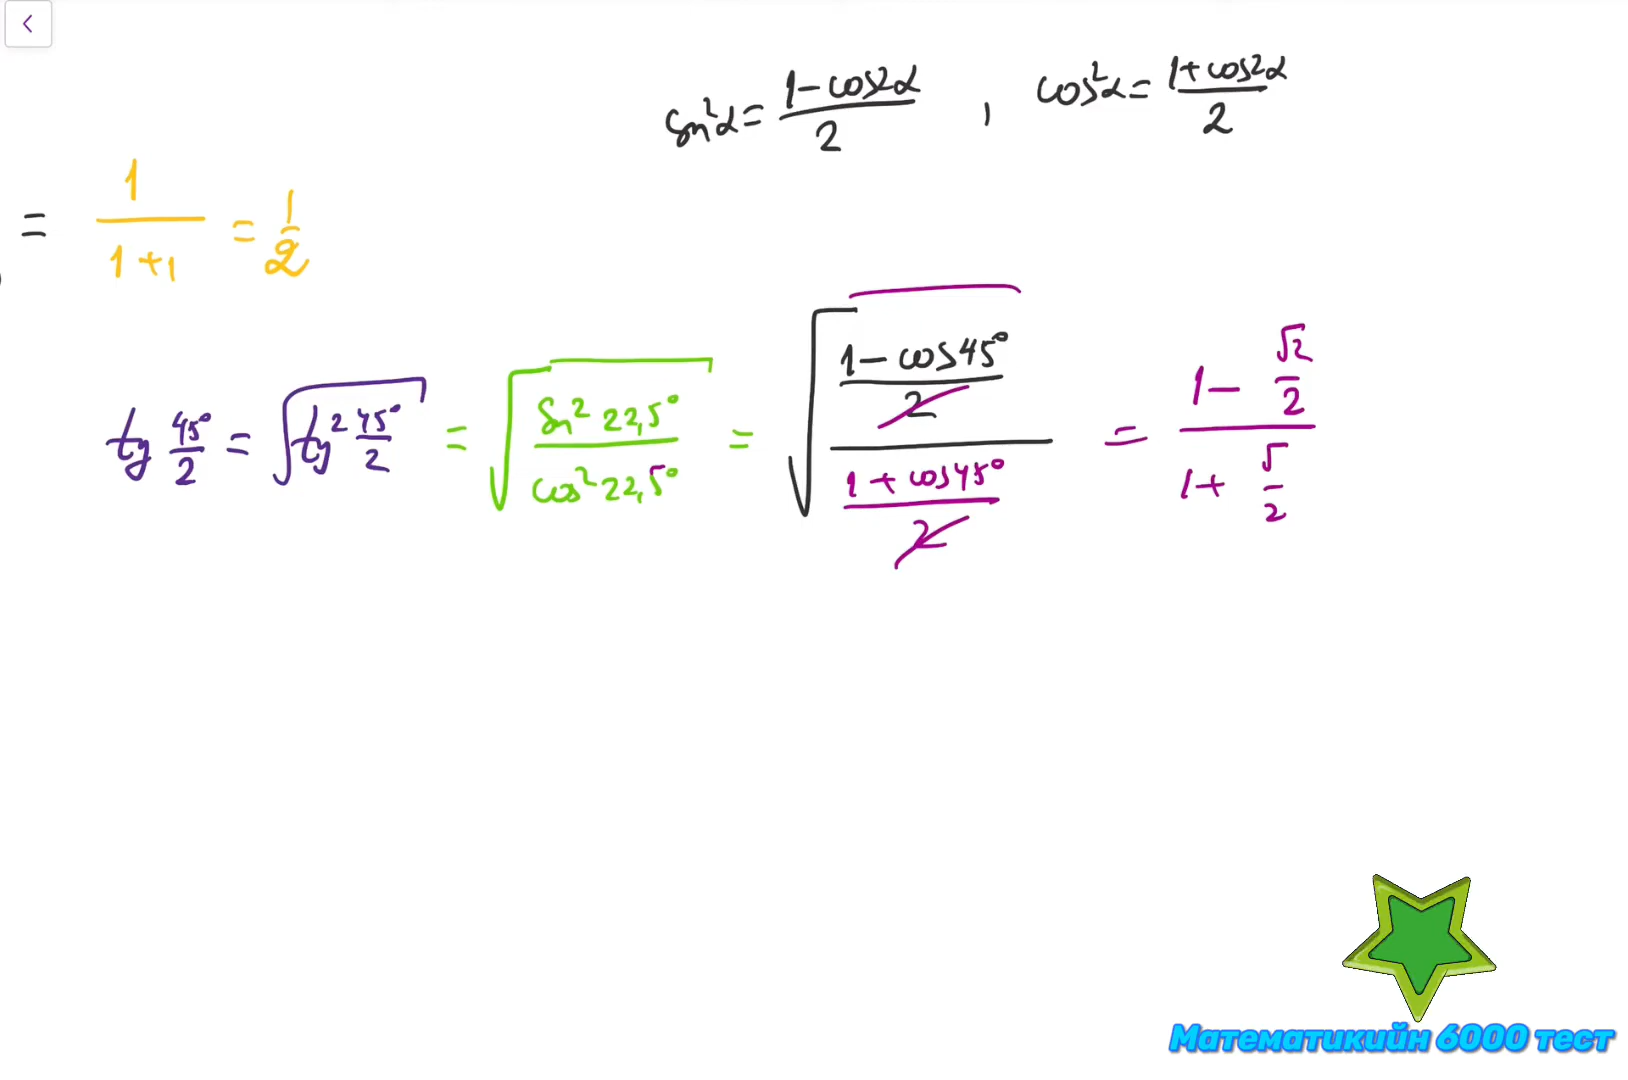 sin²α = (1 - cos2α)/2 , cos²α = (1 + cos2α)/2
= 1/(1+1) = 1/2
tg 45°/2 = √(tg² 45°/2) = √(sin² 22,5° / cos² 22,5°) = √(((1 - cos45°)/2) / ((1 + cos45°)/2)) = (1 - √2/2) / (1 + √/2)
Математикийн 6000 тест